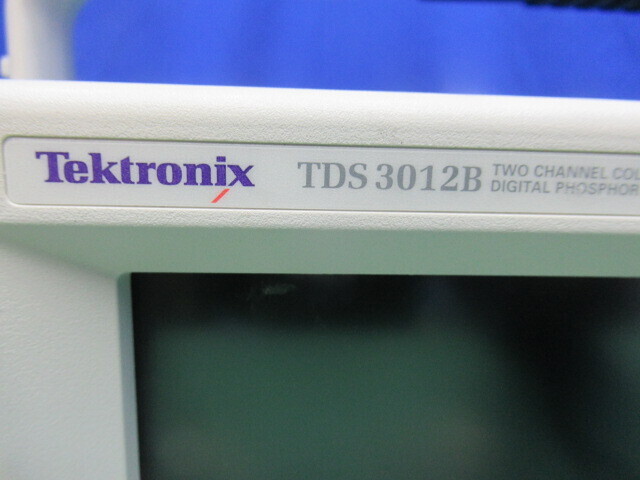 Tektronix TDS 3012B
TWO CHANNEL COL
DIGITAL PHOSPHOR